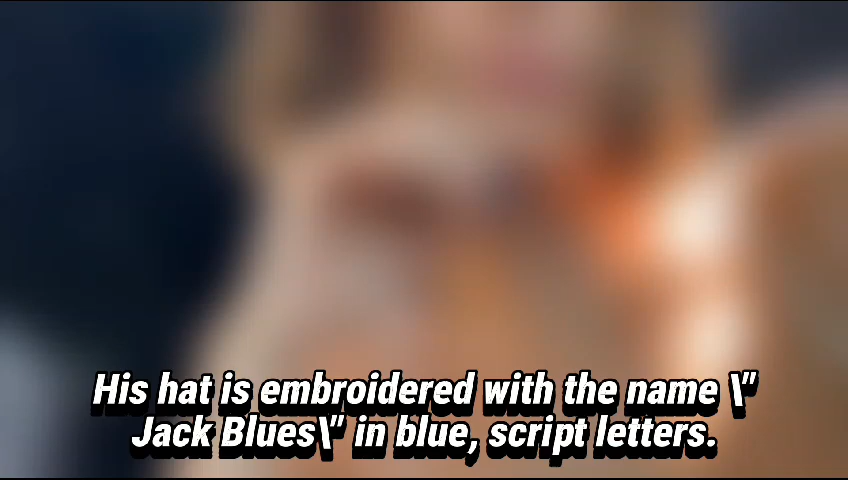 His hat is embroidered with the name \"
Jack Blues\" in blue, script letters.